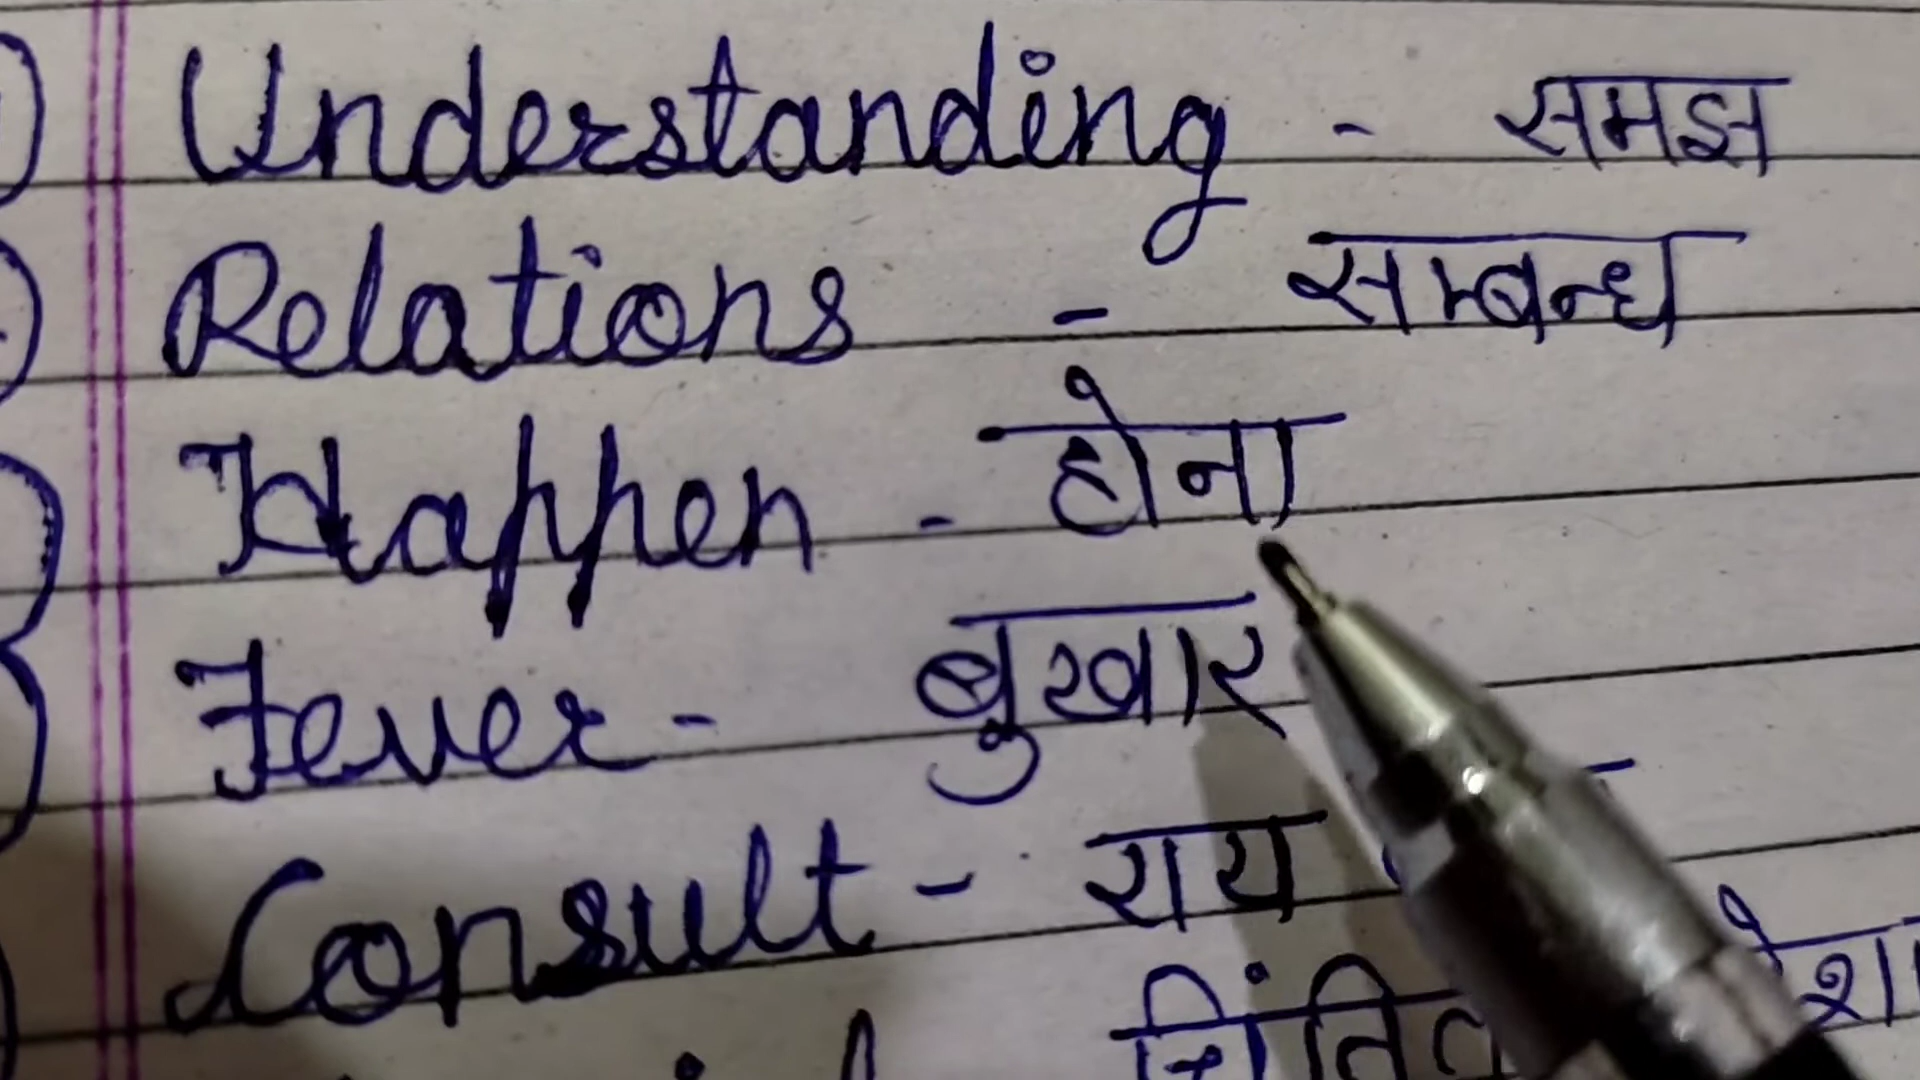 Understanding - समझ
Relations - सम्बन्ध
Happen - होना
Fever - बुखार
Consult - राय